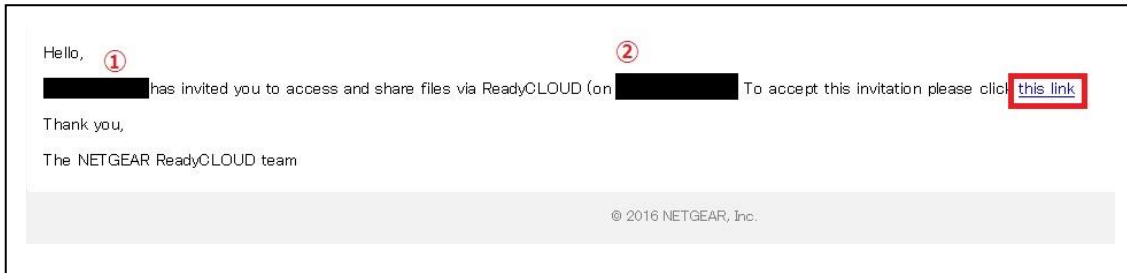 Hello,
① ②
has invited you to access and share files via ReadyCLOUD (on To accept this invitation please click this link
Thank you,
The NETGEAR ReadyCLOUD team
© 2016 NETGEAR, Inc.